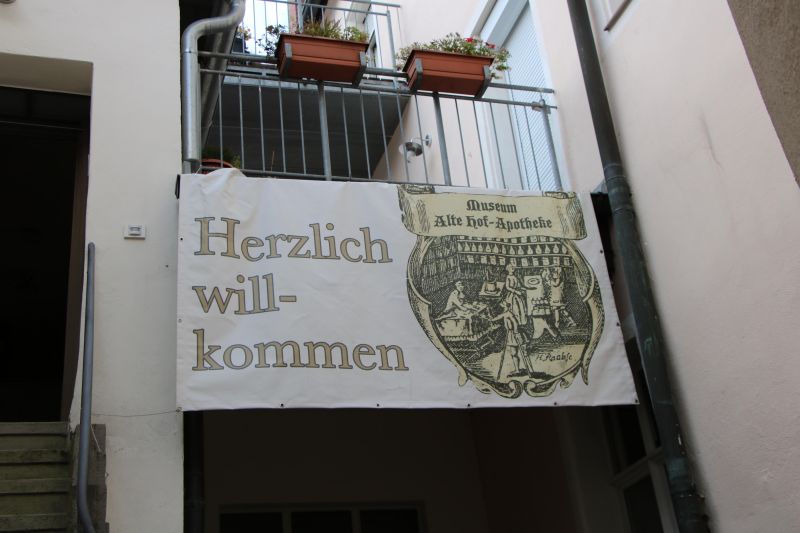 Herzlich
will-
kommen
Museum
Alte Hof-Apotheke